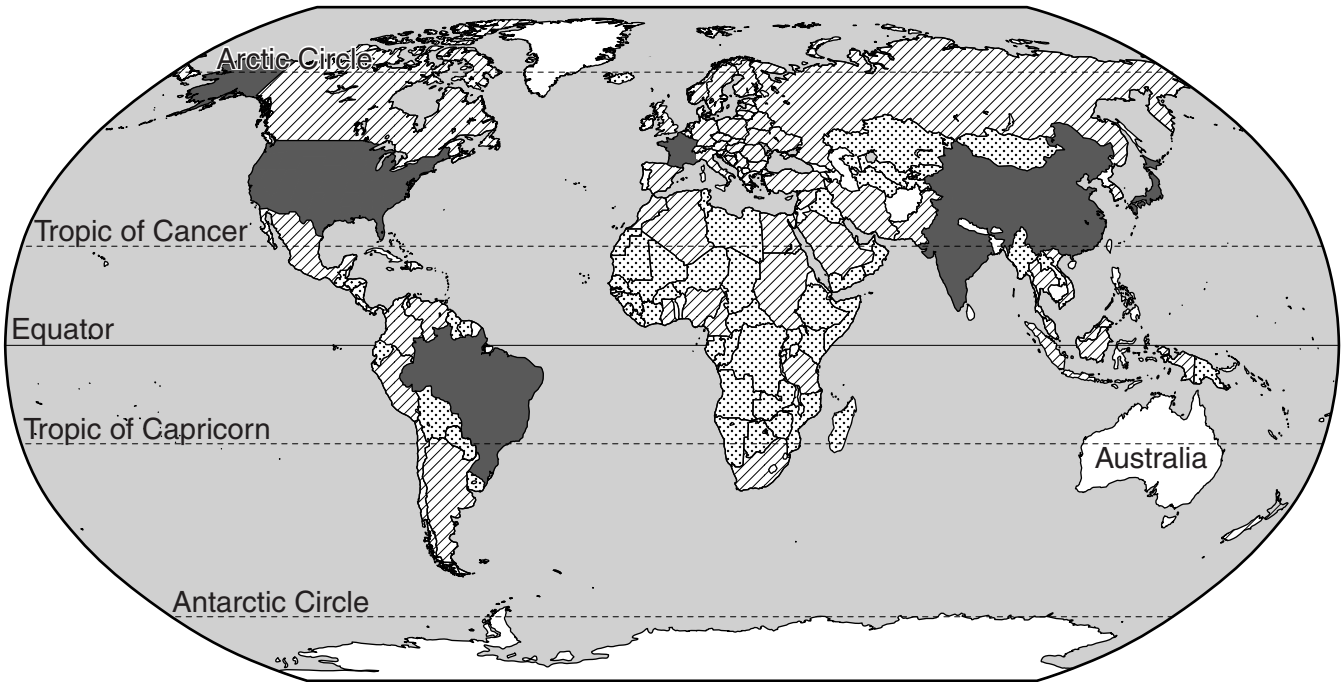 Arctic Circle
Tropic of Cancer
Equator
Tropic of Capricorn
Australia
Antarctic Circle